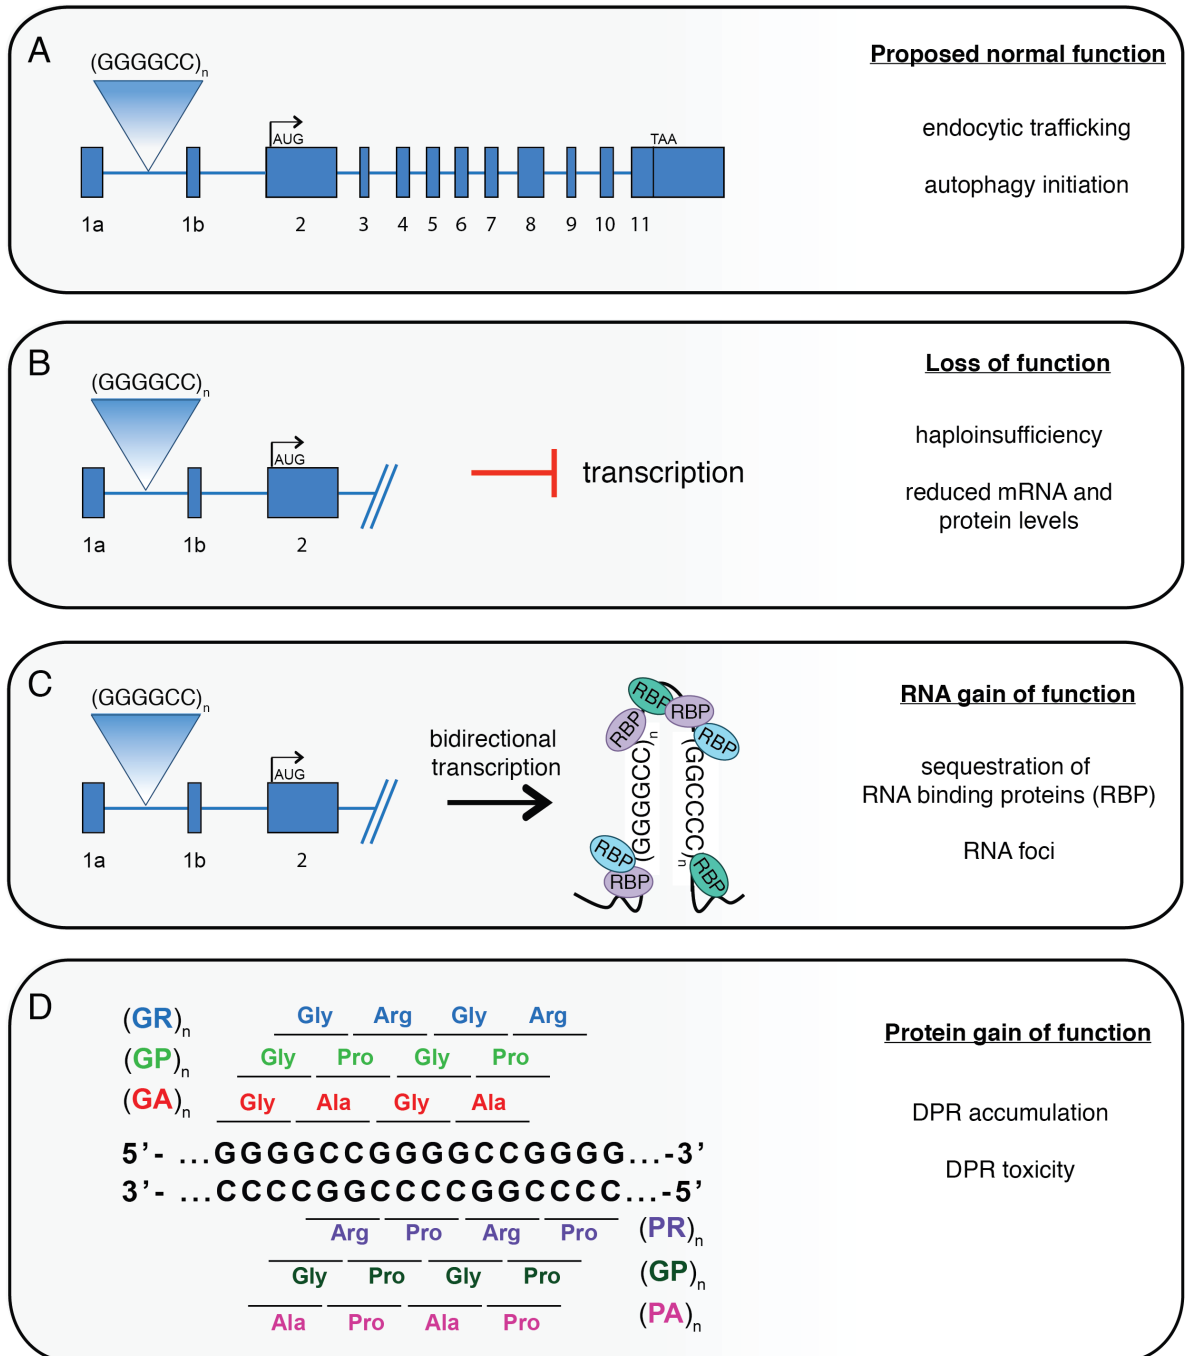 A
(GGGGCC)n
AUG
TAA
1a 1b 2 3 4 5 6 7 8 9 10 11
Proposed normal function
endocytic trafficking
autophagy initiation
B
(GGGGCC)n
AUG
1a 1b 2
transcription
Loss of function
haploinsufficiency
reduced mRNA and
protein levels
C
(GGGGCC)n
AUG
1a 1b 2
bidirectional
transcription
RBP
RBP
RBP
RBP
(GGGGCC)n
(GGCCCC)n
RBP
RBP
RBP
RNA gain of function
sequestration of
RNA binding proteins (RBP)
RNA foci
D
(GR)n Gly Arg Gly Arg
(GP)n Gly Pro Gly Pro
(GA)n Gly Ala Gly Ala
5’- ...GGGGCCGGGGCCGGGG...-3’
3’- ...CCCCGGCCCCGGCCCC...-5’
Arg Pro Arg Pro (PR)n
Gly Pro Gly Pro (GP)n
Ala Pro Ala Pro (PA)n
Protein gain of function
DPR accumulation
DPR toxicity